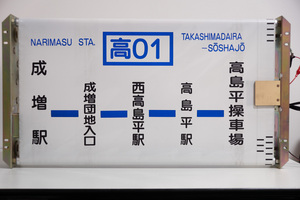 NARIMASU STA.
高01
TAKASHIMADAIRA
-SŌSHAJŌ
成増駅
成増団地入口
西高島平駅
高島平駅
高島平操車場